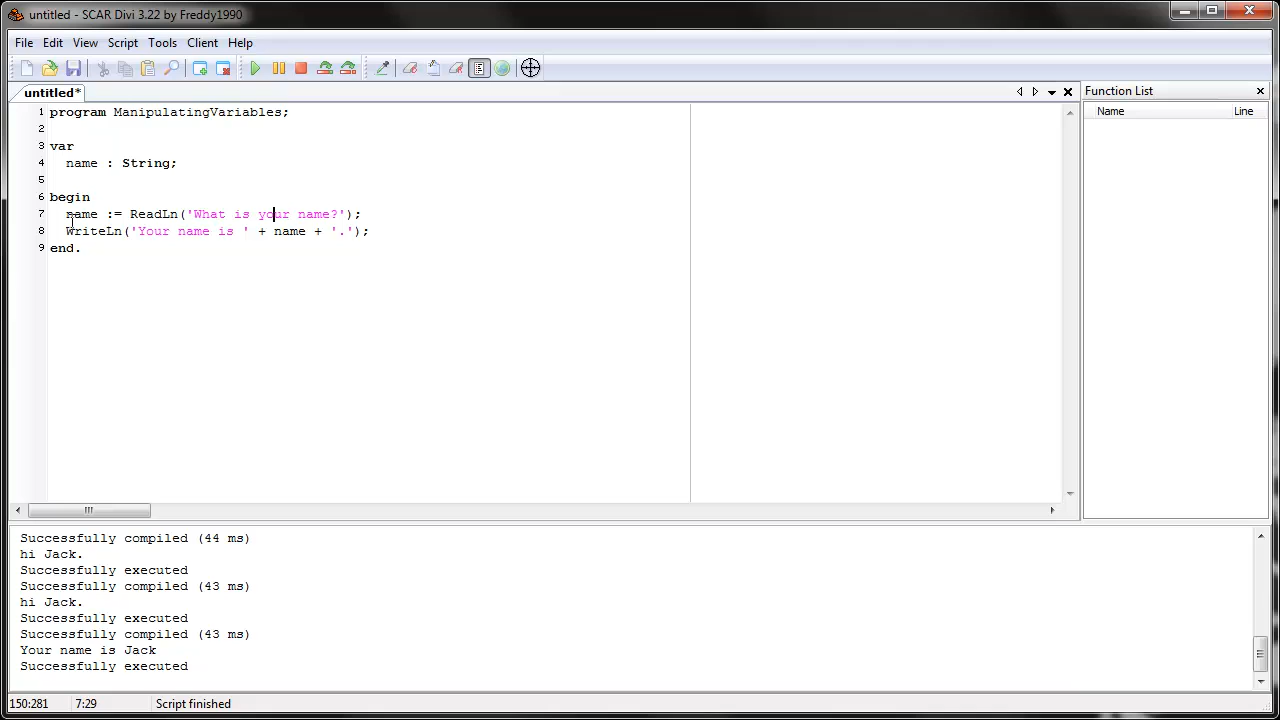 untitled - SCAR Divi 3.22 by Freddy1990
File Edit View Script Tools Client Help
untitled*
Function List
Name Line
1 program ManipulatingVariables;
2
3 var
4 name : String;
5
6 begin
7 name := ReadLn('What is your name?');
8 WriteLn('Your name is ' + name + '.');
9 end.
Successfully compiled (44 ms)
hi Jack.
Successfully executed
Successfully compiled (43 ms)
hi Jack.
Successfully executed
Successfully compiled (43 ms)
Your name is Jack
Successfully executed
150:281 7:29 Script finished